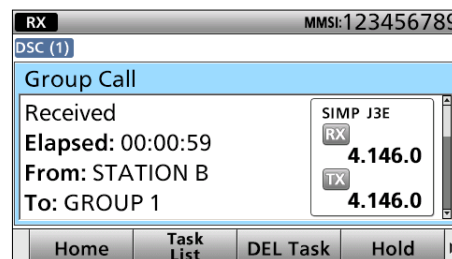 RX MMSI:123456789
DSC (1)
Group Call
Received
Elapsed: 00:00:59
From: STATION B
To: GROUP 1
SIMP J3E
RX
4.146.0
TX
4.146.0
Home Task List DEL Task Hold